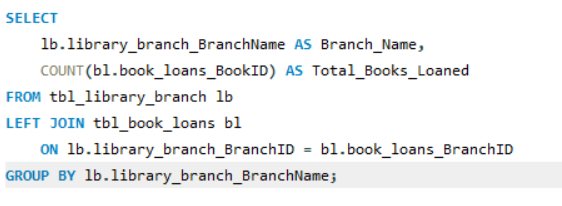 SELECT
    lb.library_branch_BranchName AS Branch_Name,
    COUNT(bl.book_loans_BookID) AS Total_Books_Loaned
FROM tbl_library_branch lb
LEFT JOIN tbl_book_loans bl
    ON lb.library_branch_BranchID = bl.book_loans_BranchID
GROUP BY lb.library_branch_BranchName;